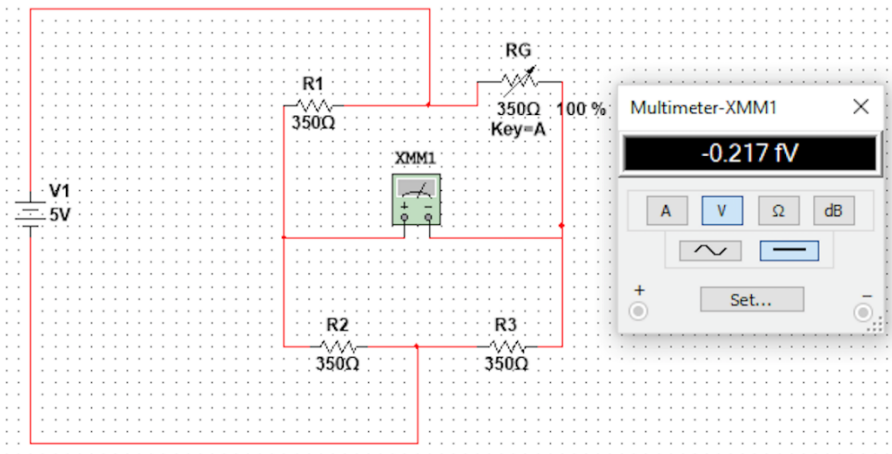 RG
350Ω 100 %
Key=A
R1
350Ω
XMM1
+ −
V1
5V
R2
350Ω
R3
350Ω
Multimeter-XMM1
-0.217 fV
A V Ω dB
+ Set... −